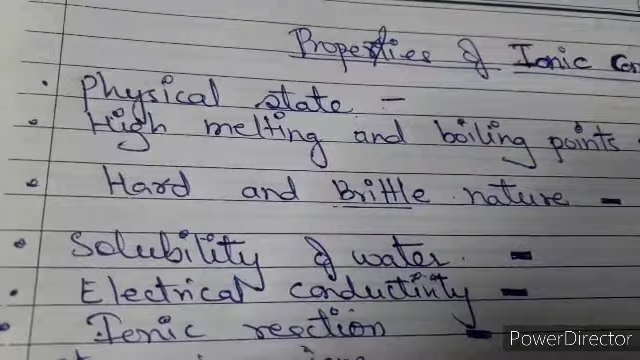 Properties of Ionic Com
• Physical state -
• High melting and boiling points
• Hard and Brittle nature -
• Solubility of water. -
• Electrical conductivity -
• Ionic reaction -
PowerDirector